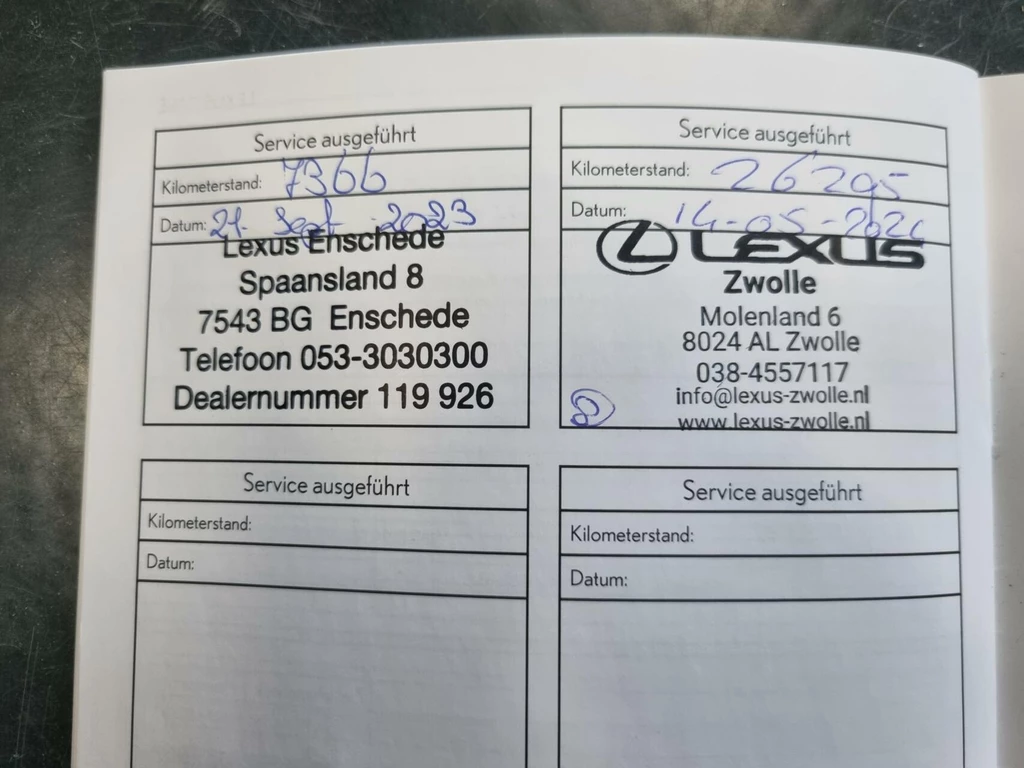 Service ausgeführt
Kilometerstand: 7366
Datum: 21 Sept 2023
Lexus Enschede
Spaansland 8
7543 BG Enschede
Telefoon 053-3030300
Dealernummer 119 926
Service ausgeführt
Kilometerstand: 26295
Datum: 14-05-
LEXUS
Zwolle
Molenland 6
8024 AL Zwolle
038-4557117
info@lexus-zwolle.nl
www.lexus-zwolle.nl
Service ausgeführt
Kilometerstand:
Datum:
Service ausgeführt
Kilometerstand:
Datum: